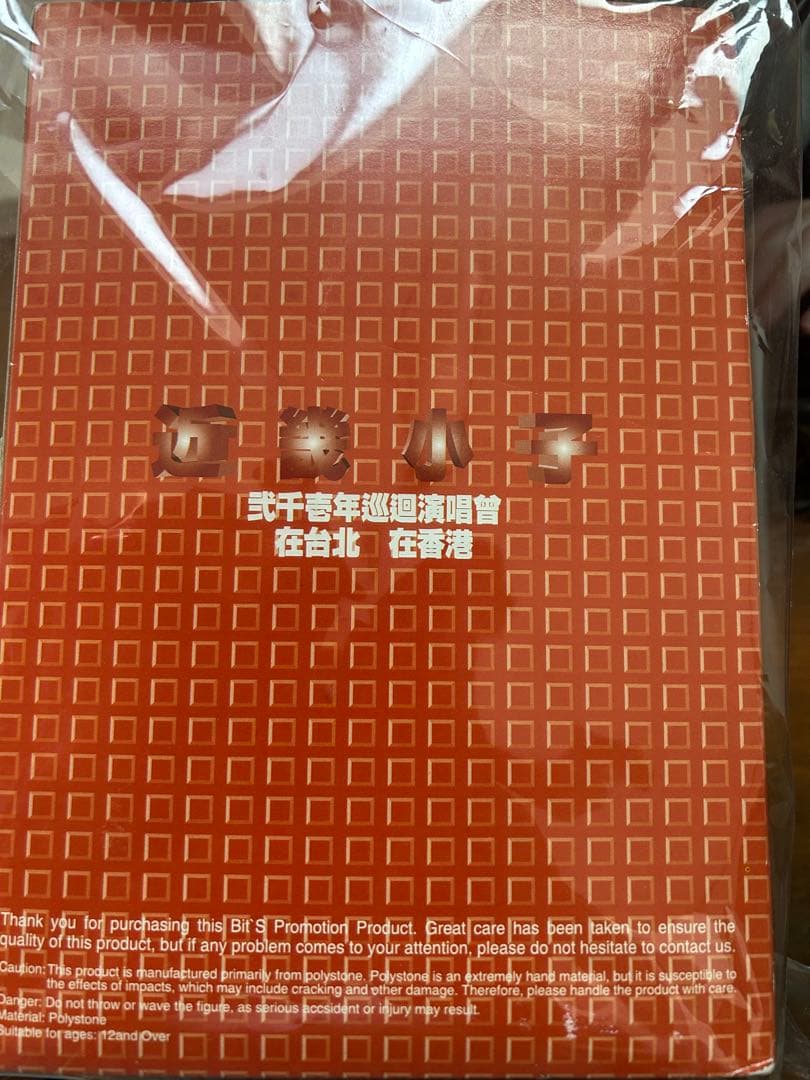 近畿小子
弐千壱年巡迴演唱曾
在台北　在香港
Thank you for purchasing this Bit`S Promotion Product. Great care has been taken to ensure the
quality of this product, but if any problem comes to your attention, please do not hesitate to contact us.
Caution: This product is manufactured primarily from polystone. Polystone is an extremely hand material, but it is susceptible to
the effects of impacts, which may include cracking and other damage. Therefore, please handle the product with care.
Danger: Do not throw or wave the figure, as serious accsident or injury may result.
Material: Polystone
Suitable for ages: 12and Over